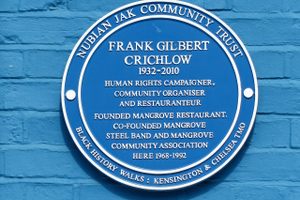 NUBIAN JAK COMMUNITY TRUST
FRANK GILBERT
CRICHLOW
1932-2010
HUMAN RIGHTS CAMPAIGNER,
COMMUNITY ORGANISER
AND RESTAURANTEUR
FOUNDED MANGROVE RESTAURANT.
CO-FOUNDED MANGROVE
STEEL BAND AND MANGROVE
COMMUNITY ASSOCIATION
HERE 1968-1992
BLACK HISTORY WALKS : KENSINGTON & CHELSEA TMO